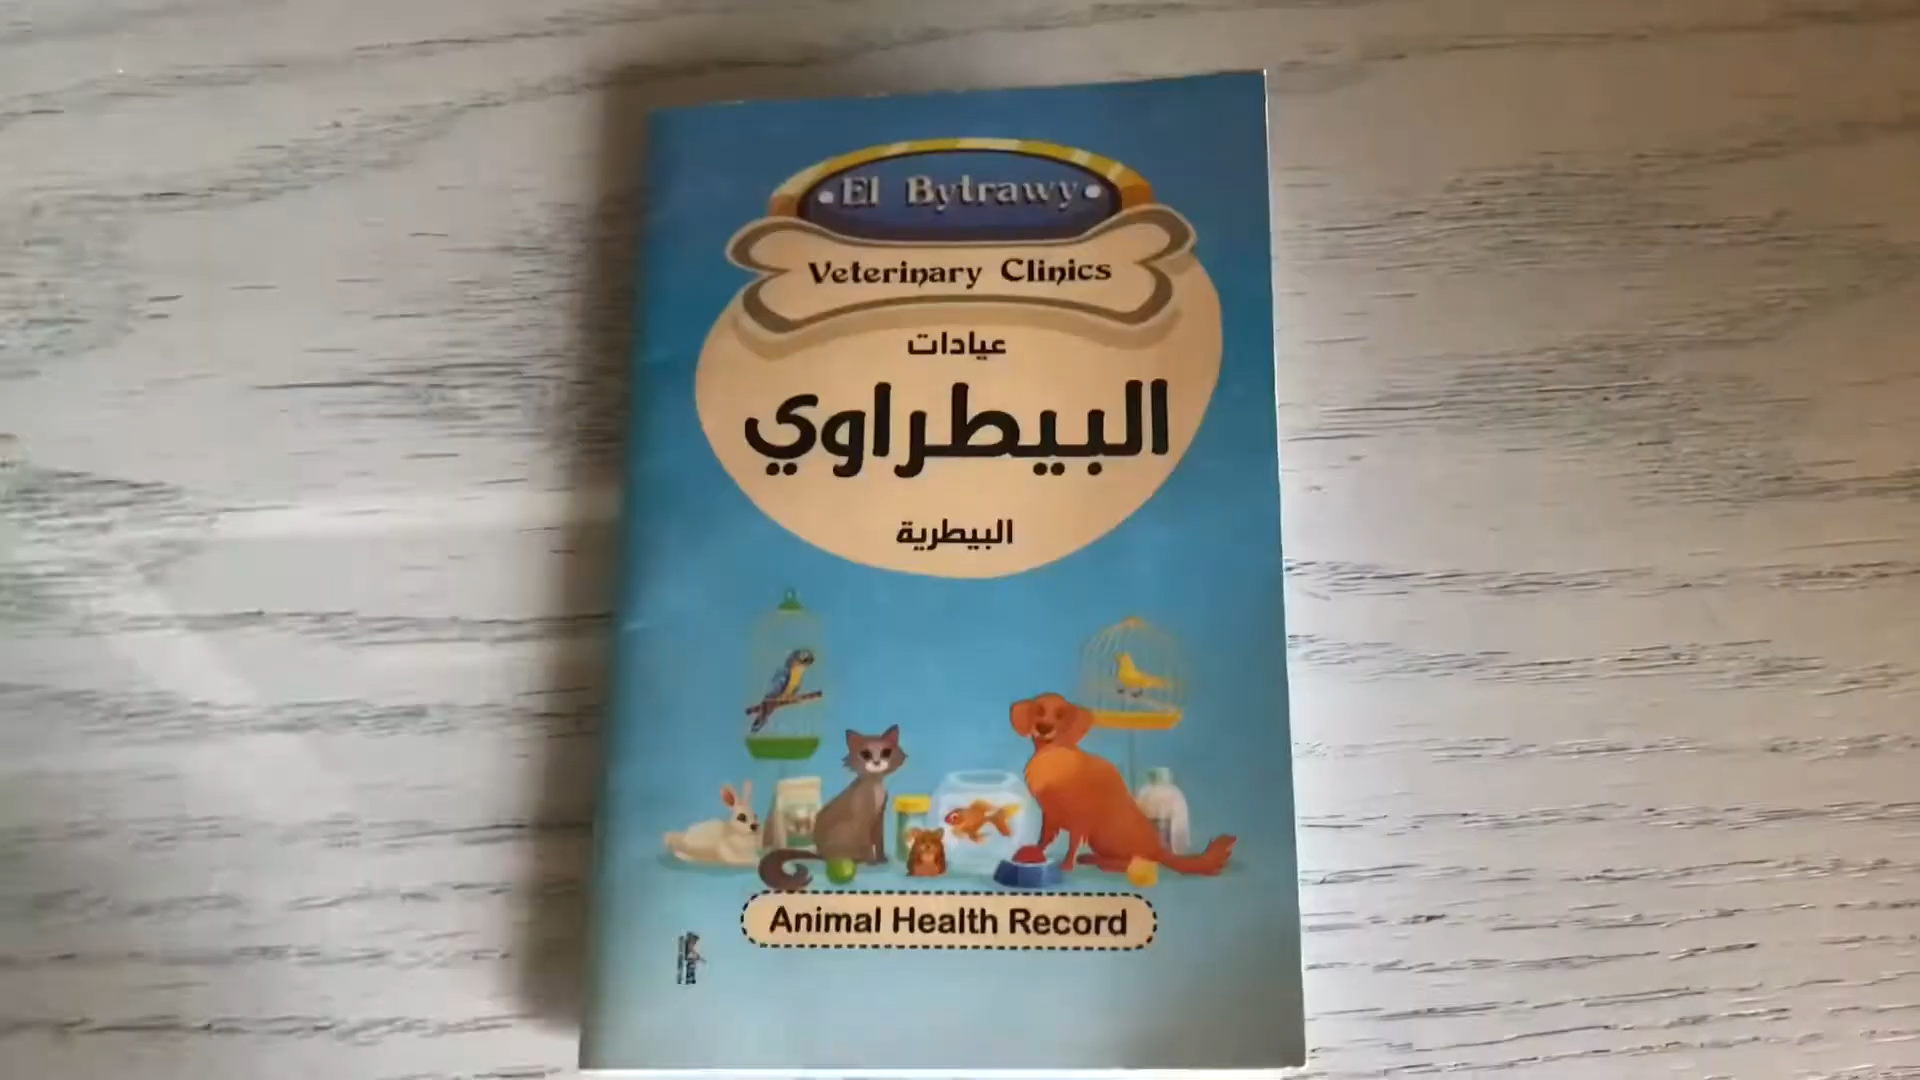 El Bytrawy
Veterinary Clinics
عيادات
البيطراوي
البيطرية
Animal Health Record